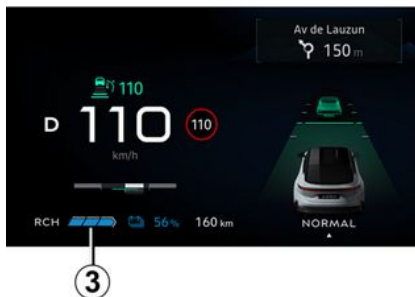 Av de Lauzun
150 m
110
D 110 110
km/h
RCH 56% 160 km
NORMAL
3